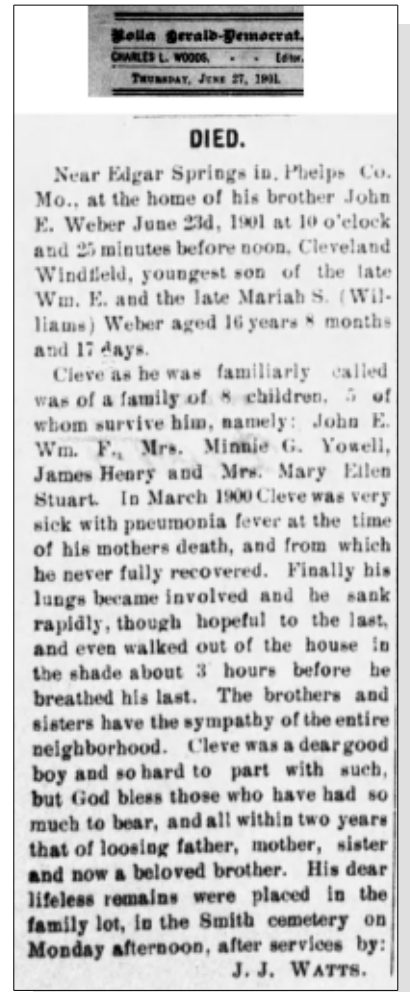 Rolla Herald-Democrat.
CHARLES L. WOODS, - - Editor.
THURSDAY, JUNE 27, 1901.
DIED.
Near Edgar Springs in, Phelps Co.
Mo., at the home of his brother John
E. Weber June 23d, 1901 at 10 o'clock
and 25 minutes before noon, Cleveland
Windfield, youngest son of the late
Wm. E. and the late Mariah S. (Wil-
liams) Weber aged 16 years 8 months
and 17 days.
Cleve as he was familiarly called
was of a family of 8 children, 5 of
whom survive him, namely: John E.
Wm. F., Mrs. Minnie G. Yowell,
James Henry and Mrs. Mary Ellen
Stuart. In March 1900 Cleve was very
sick with pneumonia fever at the time
of his mothers death, and from which
he never fully recovered. Finally his
lungs became involved and he sank
rapidly, though hopeful to the last,
and even walked out of the house in
the shade about 3 hours before he
breathed his last. The brothers and
sisters have the sympathy of the entire
neighborhood. Cleve was a dear good
boy and so hard to part with such,
but God bless those who have had so
much to bear, and all within two years
that of loosing father, mother, sister
and now a beloved brother. His dear
lifeless remains were placed in the
family lot, in the Smith cemetery on
Monday afternoon, after services by:
J. J. WATTS.